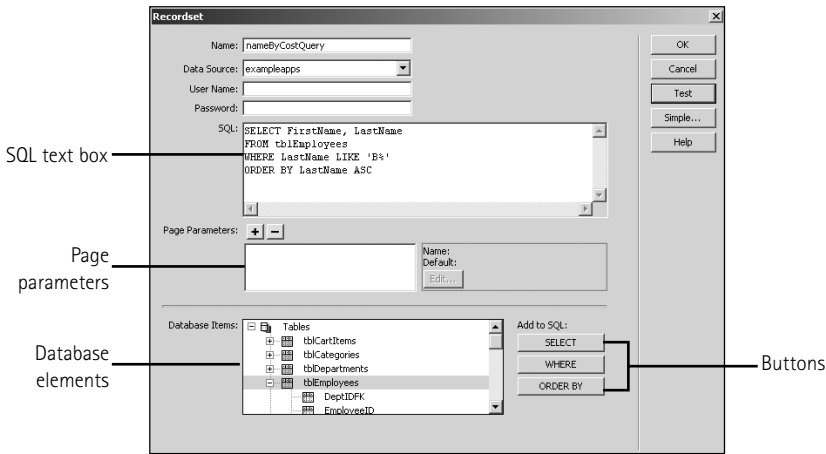 Recordset
Name: nameByCostQuery
OK
Data Source: exampleapps
Cancel
User Name:
Test
Password:
Simple...
SQL: SELECT FirstName, LastName
FROM tblEmployees
WHERE LastName LIKE 'B%'
ORDER BY LastName ASC
Help
SQL text box
Page Parameters: + −
Name:
Default:
Edit...
Page
parameters
Database Items: Tables
tblCartItems
tblCategories
tblDepartments
tblEmployees
DeptIDFK
EmployeeID
Add to SQL:
SELECT
WHERE
ORDER BY
Database
elements
Buttons